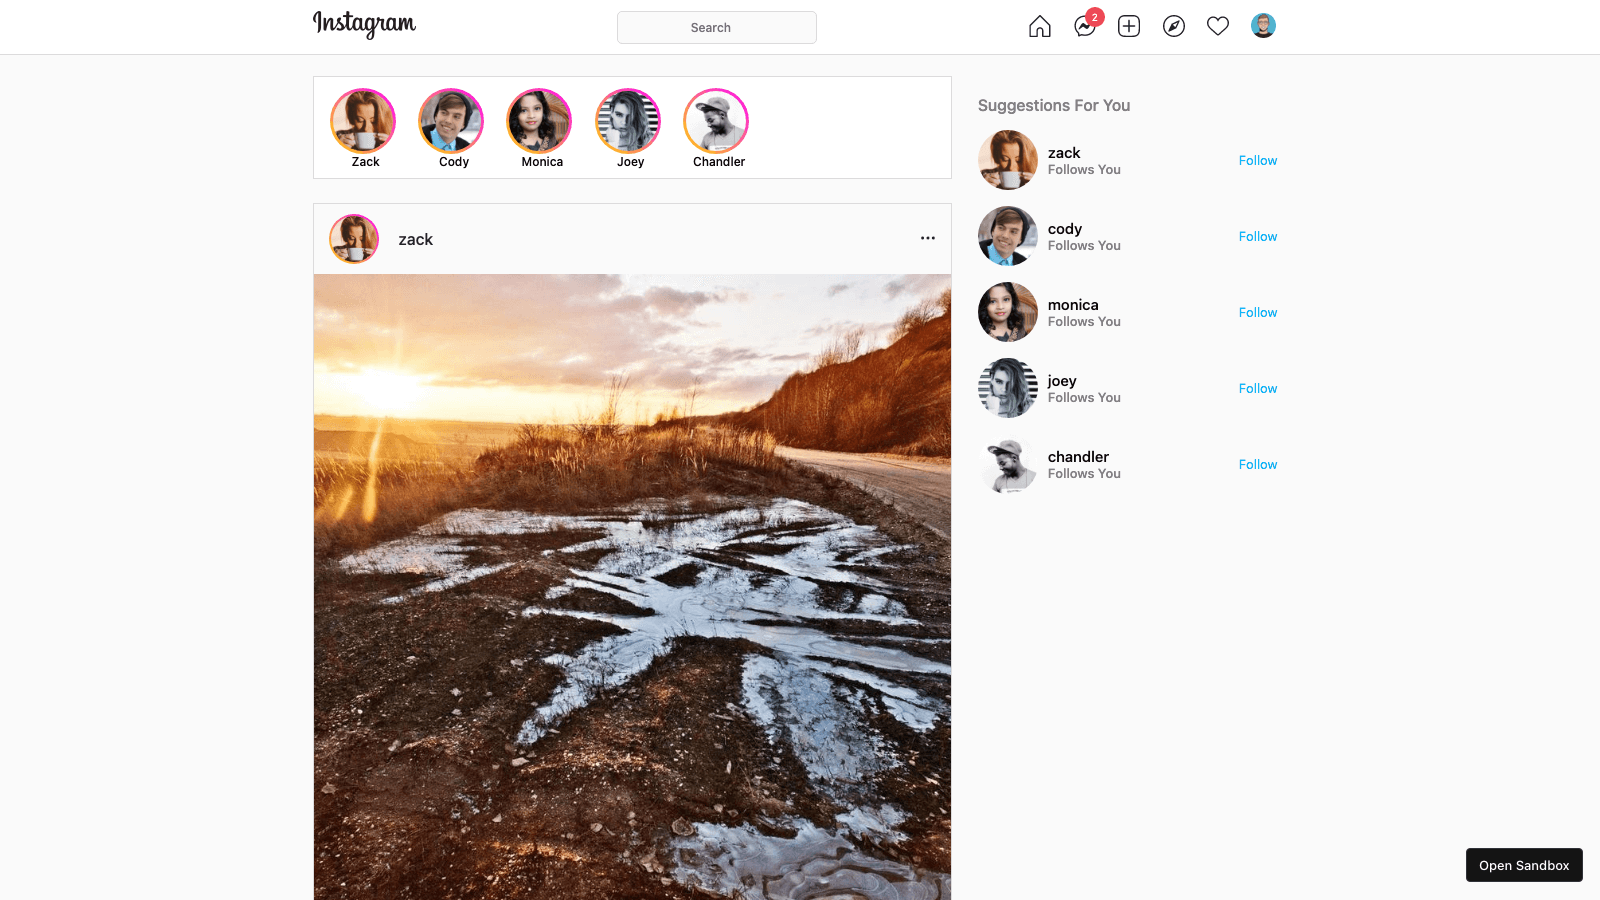 Instagram
Search
2
Zack
Cody
Monica
Joey
Chandler
zack
Suggestions For You
zack
Follows You
Follow
cody
Follows You
Follow
monica
Follows You
Follow
joey
Follows You
Follow
chandler
Follows You
Follow
Open Sandbox